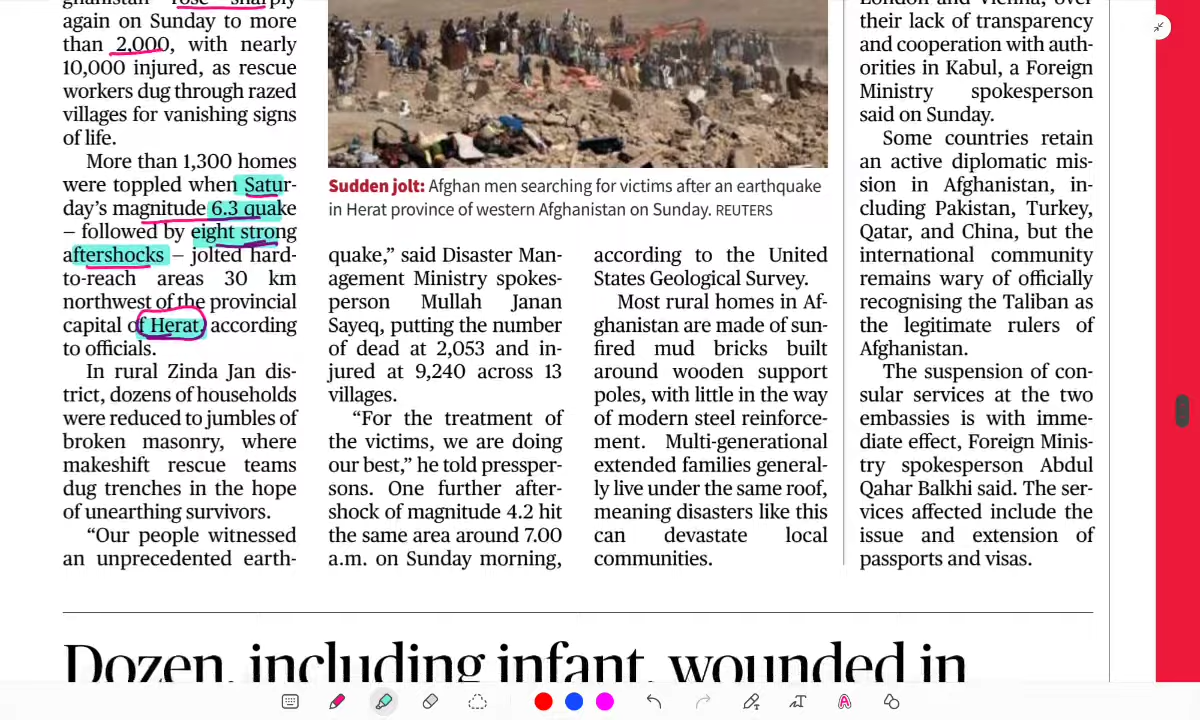 ghanistan rose sharply
again on Sunday to more
than 2,000, with nearly
10,000 injured, as rescue
workers dug through razed
villages for vanishing signs
of life.
More than 1,300 homes
were toppled when Satur-
day's magnitude 6.3 quake
– followed by eight strong
aftershocks – jolted hard-
to-reach areas 30 km
northwest of the provincial
capital of Herat, according
to officials.
In rural Zinda Jan dis-
trict, dozens of households
were reduced to jumbles of
broken masonry, where
makeshift rescue teams
dug trenches in the hope
of unearthing survivors.
“Our people witnessed
an unprecedented earth-
Sudden jolt: Afghan men searching for victims after an earthquake
in Herat province of western Afghanistan on Sunday. REUTERS
quake,” said Disaster Man-
agement Ministry spokes-
person Mullah Janan
Sayeq, putting the number
of dead at 2,053 and in-
jured at 9,240 across 13
villages.
“For the treatment of
the victims, we are doing
our best,” he told pressper-
sons. One further after-
shock of magnitude 4.2 hit
the same area around 7.00
a.m. on Sunday morning,
according to the United
States Geological Survey.
Most rural homes in Af-
ghanistan are made of sun-
fired mud bricks built
around wooden support
poles, with little in the way
of modern steel reinforce-
ment. Multi-generational
extended families general-
ly live under the same roof,
meaning disasters like this
can devastate local
communities.
London and Vienna, over
their lack of transparency
and cooperation with auth-
orities in Kabul, a Foreign
Ministry spokesperson
said on Sunday.
Some countries retain
an active diplomatic mis-
sion in Afghanistan, in-
cluding Pakistan, Turkey,
Qatar, and China, but the
international community
remains wary of officially
recognising the Taliban as
the legitimate rulers of
Afghanistan.
The suspension of con-
sular services at the two
embassies is with imme-
diate effect, Foreign Minis-
try spokesperson Abdul
Qahar Balkhi said. The ser-
vices affected include the
issue and extension of
passports and visas.
Dozen, including infant, wounded in